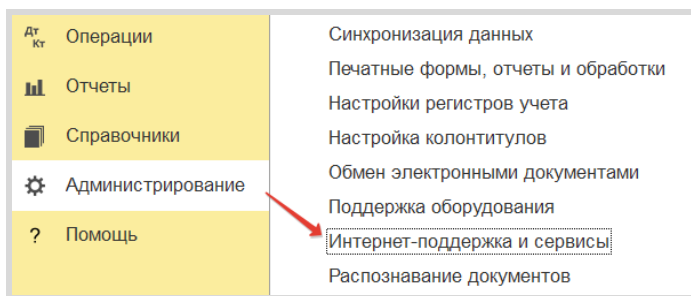 Дт Кт Операции
Отчеты
Справочники
Администрирование
? Помощь
Синхронизация данных
Печатные формы, отчеты и обработки
Настройки регистров учета
Настройка колонтитулов
Обмен электронными документами
Поддержка оборудования
Интернет-поддержка и сервисы
Распознавание документов